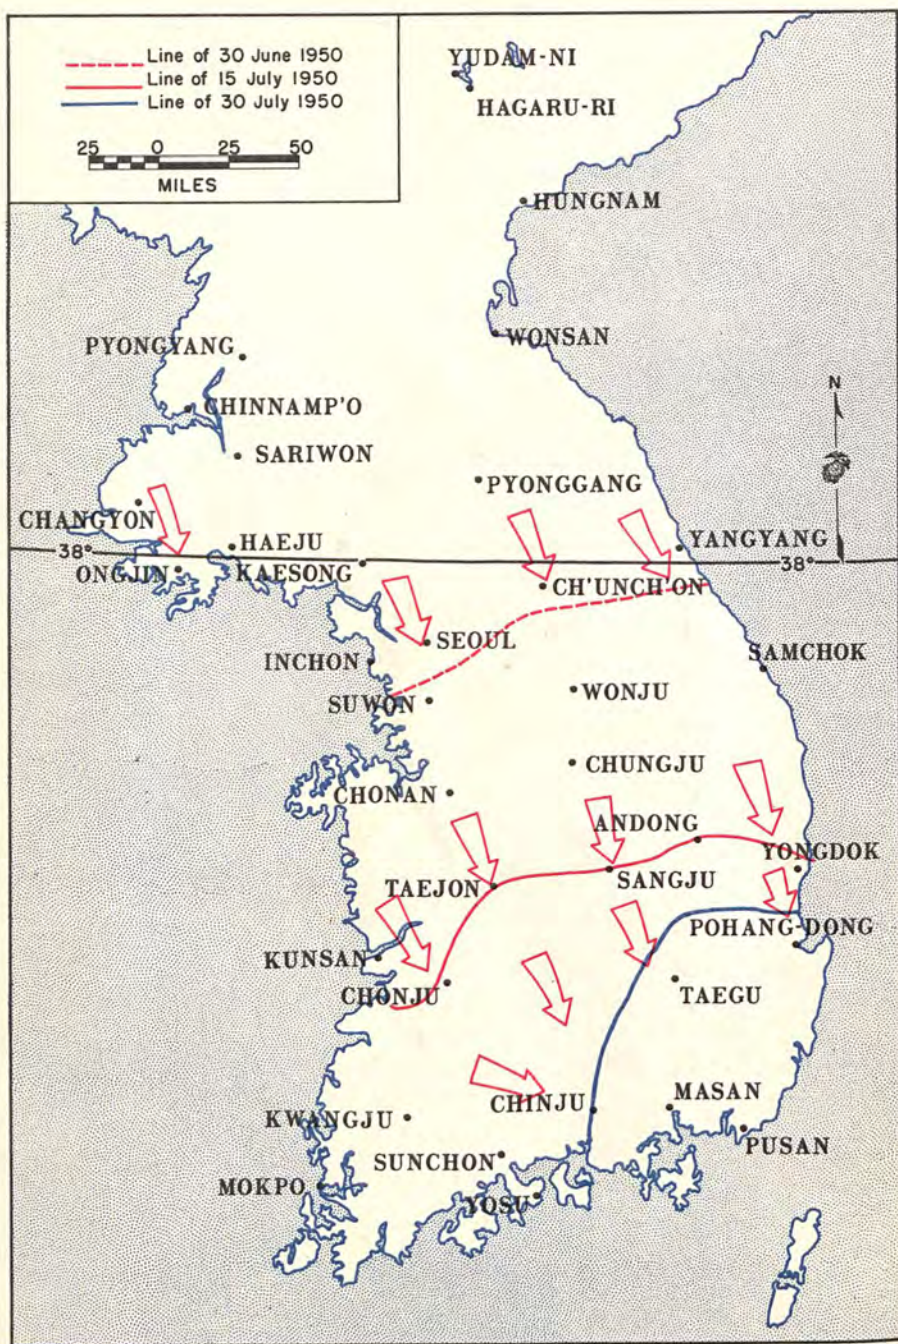 Line of 30 June 1950
Line of 15 July 1950
Line of 30 July 1950
25 0 25 50
MILES
YUDAM-NI
HAGARU-RI
HUNGNAM
WONSAN
PYONGYANG
N
CHINNAMP'O
SARIWON
PYONGGANG
CHANGYON
YANGYANG
HAEJU
38°
38°
ONGJIN
KAESONG
CH'UNCH'ON
SEOUL
INCHON
SAMCHOK
SUWON
WONJU
CHUNGJU
CHONAN
ANDONG
YONGDOK
TAEJON
SANGJU
POHANG-DONG
KUNSAN
CHONJU
TAEGU
CHINJU
MASAN
KWANGJU
PUSAN
SUNCHON
MOKPO
YOSU